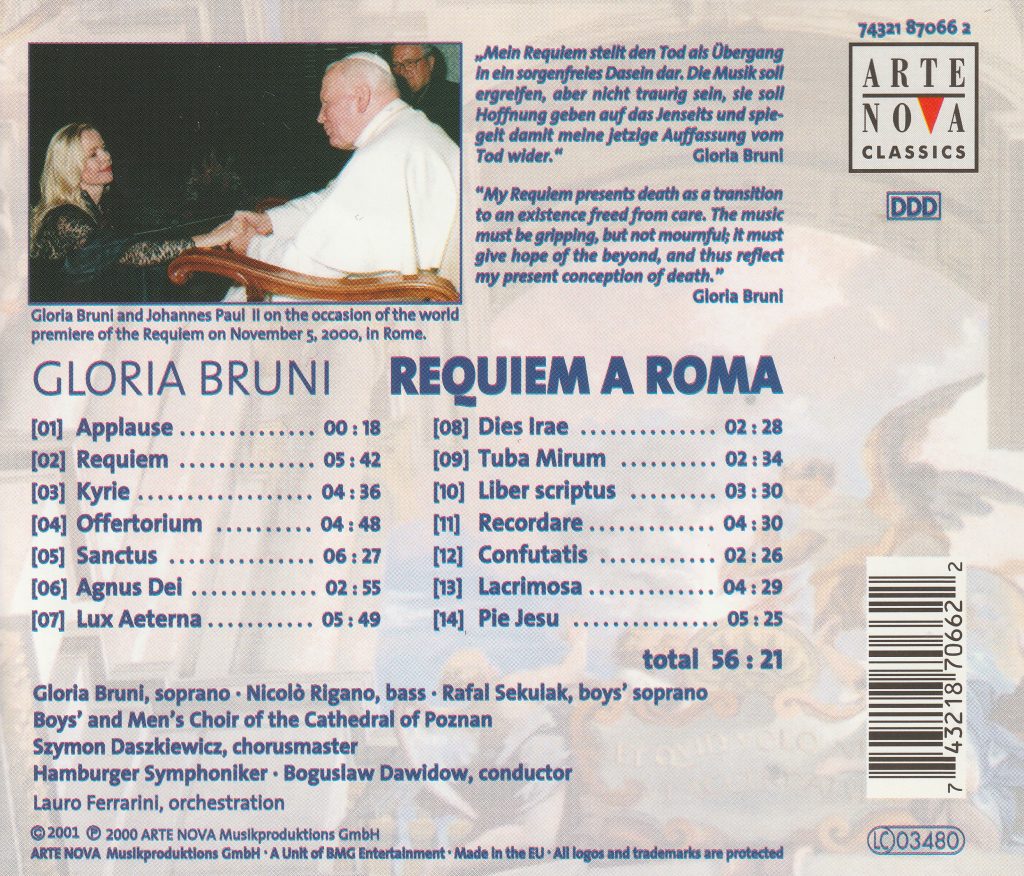 74321 87066 2
„Mein Requiem stellt den Tod als Übergang
in ein sorgenfreies Dasein dar. Die Musik soll
ergreifen, aber nicht traurig sein, sie soll
Hoffnung geben auf das Jenseits und spie-
gelt damit meine jetzige Auffassung vom
Tod wider.“ Gloria Bruni
“My Requiem presents death as a transition
to an existence freed from care. The music
must be gripping, but not mournful; it must
give hope of the beyond, and thus reflect
my present conception of death.”
Gloria Bruni
ARTE
NOVA
CLASSICS
DDD
Gloria Bruni and Johannes Paul II on the occasion of the world
premiere of the Requiem on November 5, 2000, in Rome.
GLORIA BRUNI REQUIEM A ROMA
[01] Applause .............. 00 : 18
[02] Requiem .............. 05 : 42
[03] Kyrie .................. 04 : 36
[04] Offertorium .......... 04 : 48
[05] Sanctus .............. 06 : 27
[06] Agnus Dei ............. 02 : 55
[07] Lux Aeterna ........... 05 : 49
[08] Dies Irae .............. 02 : 28
[09] Tuba Mirum .......... 02 : 34
[10] Liber scriptus ......... 03 : 30
[11] Recordare ............. 04 : 30
[12] Confutatis ............. 02 : 26
[13] Lacrimosa ............. 04 : 29
[14] Pie Jesu ............... 05 : 25
total 56 : 21
Gloria Bruni, soprano · Nicolò Rigano, bass · Rafal Sekulak, boys’ soprano
Boys’ and Men’s Choir of the Cathedral of Poznan
Szymon Daszkiewicz, chorusmaster
Hamburger Symphoniker · Boguslaw Dawidow, conductor
Lauro Ferrarini, orchestration
© 2001 ℗ 2000 ARTE NOVA Musikproduktions GmbH
ARTE NOVA Musikproduktions GmbH · A Unit of BMG Entertainment · Made in the EU · All logos and trademarks are protected
7 43218 70662 2
LC 03480